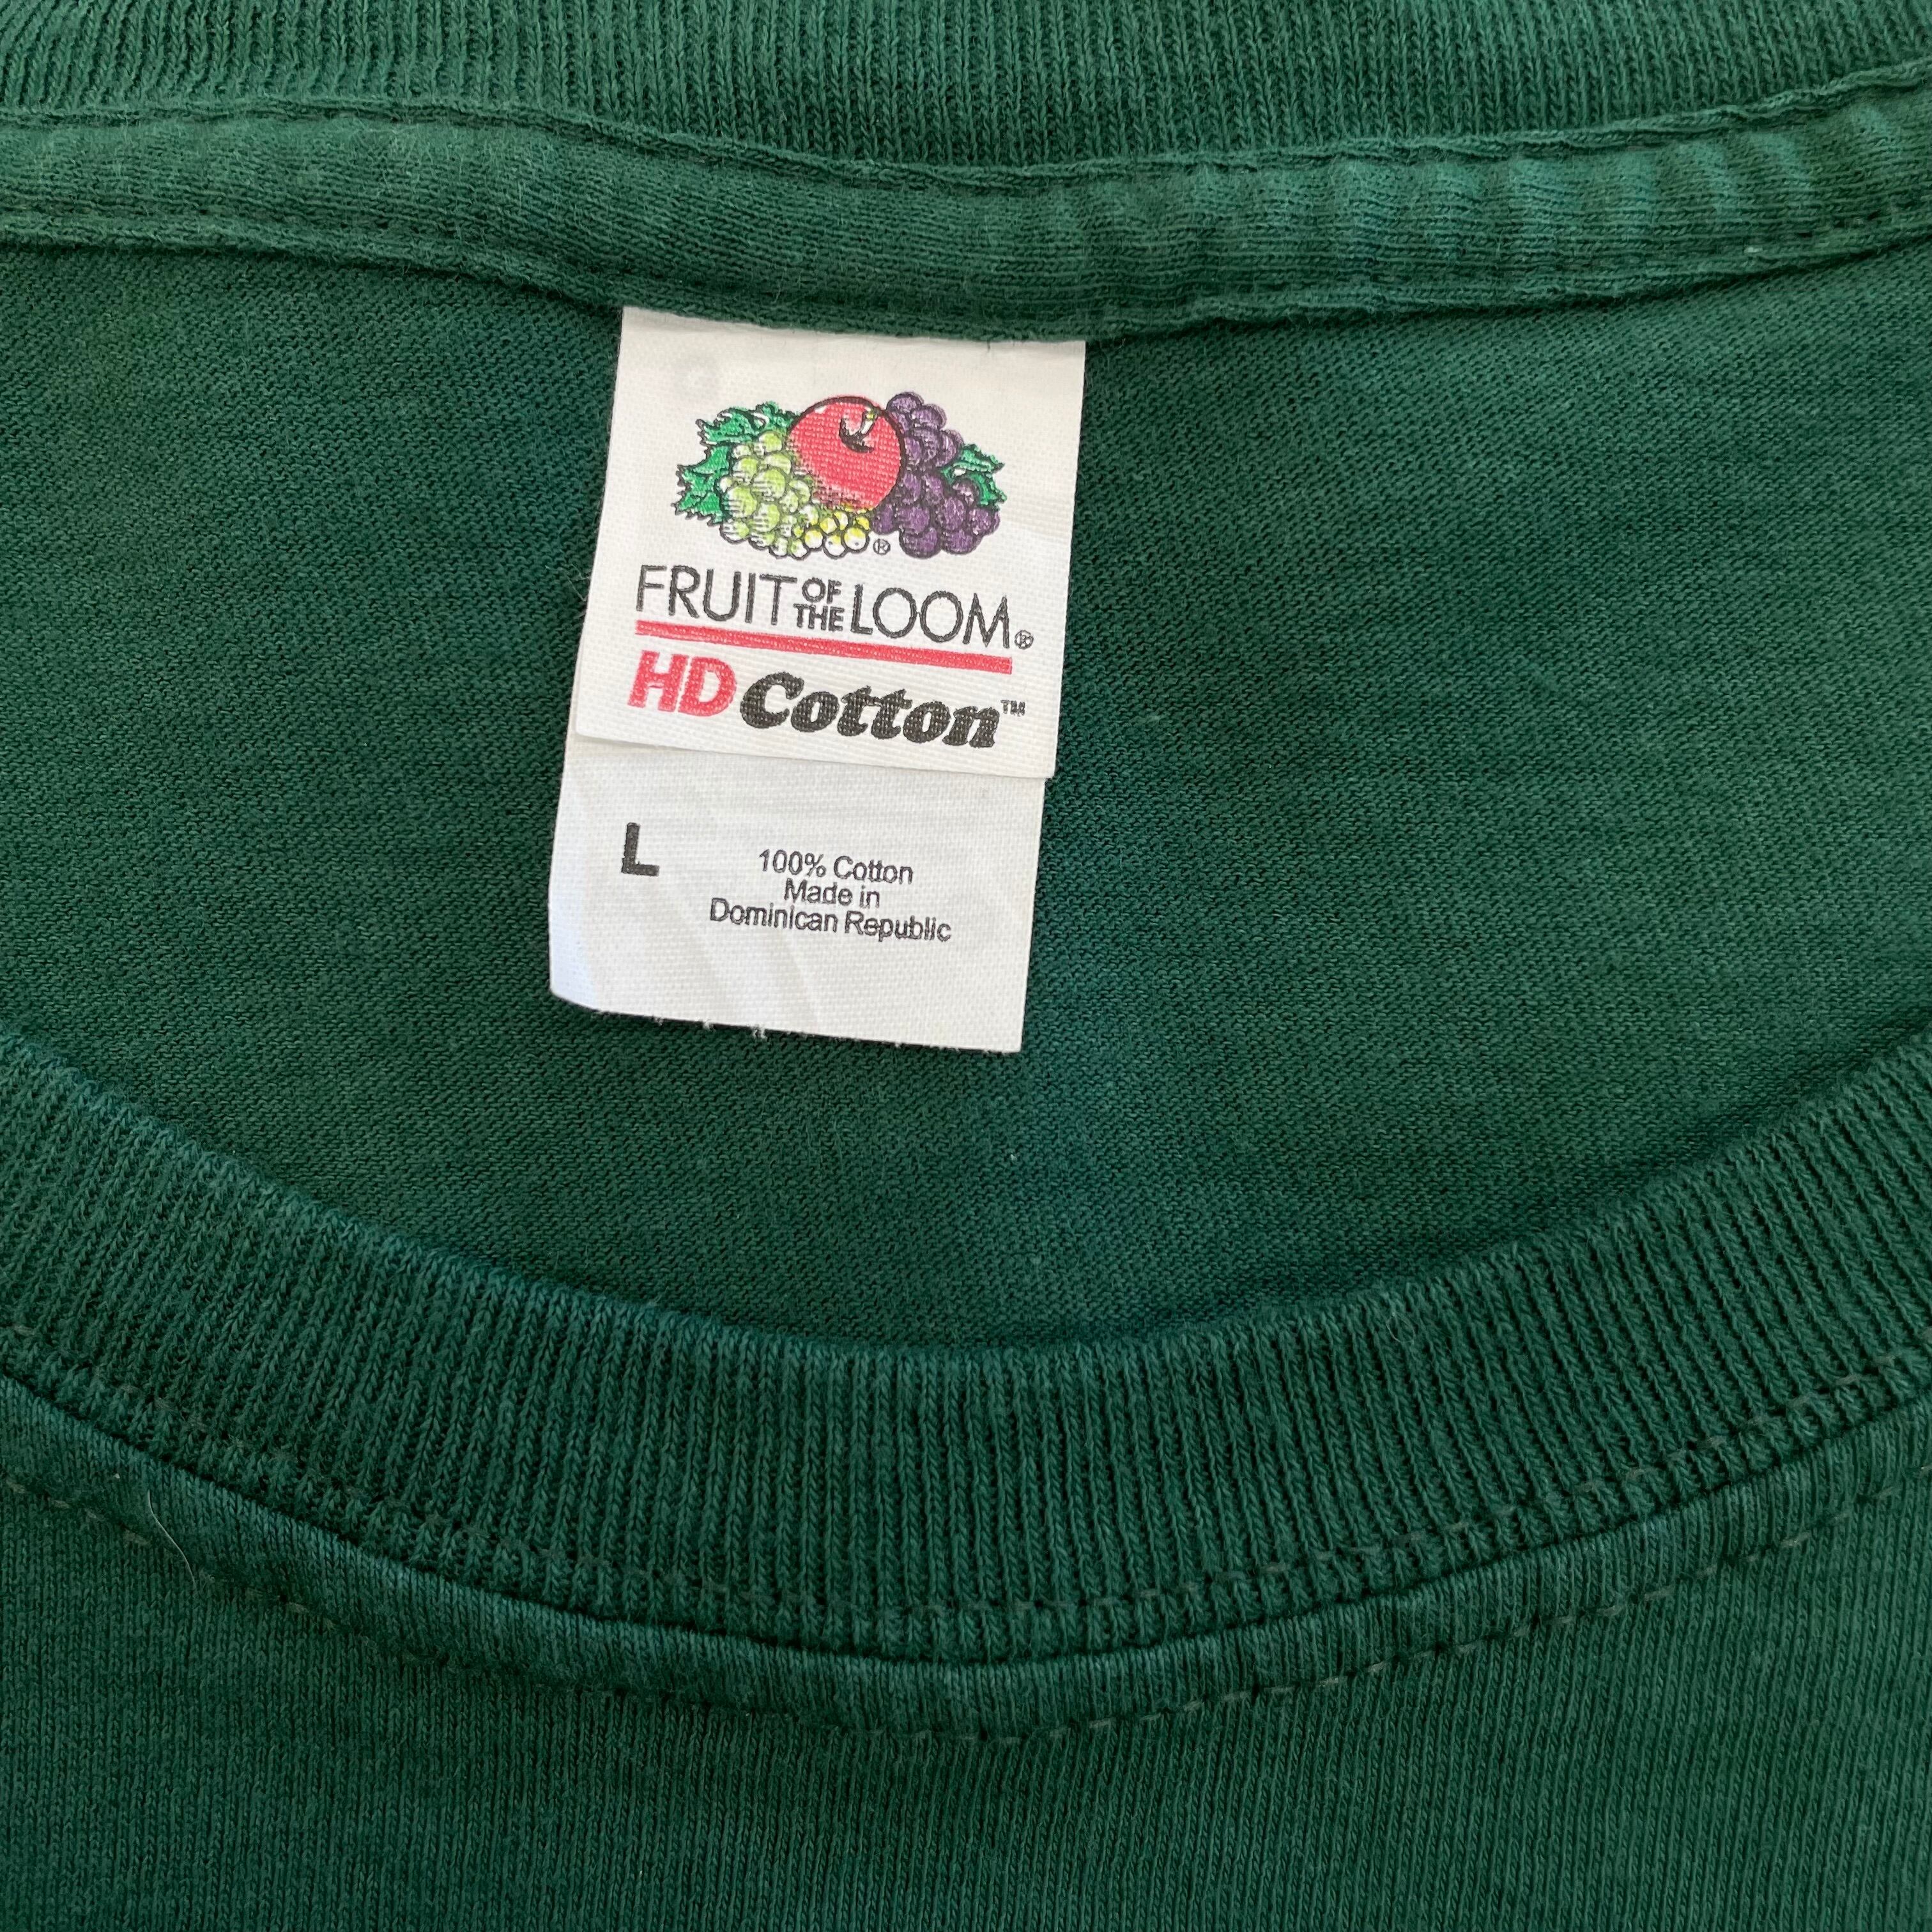 ®
FRUIT OF THE LOOM®
HD Cotton™
L
100% Cotton
Made in
Dominican Republic